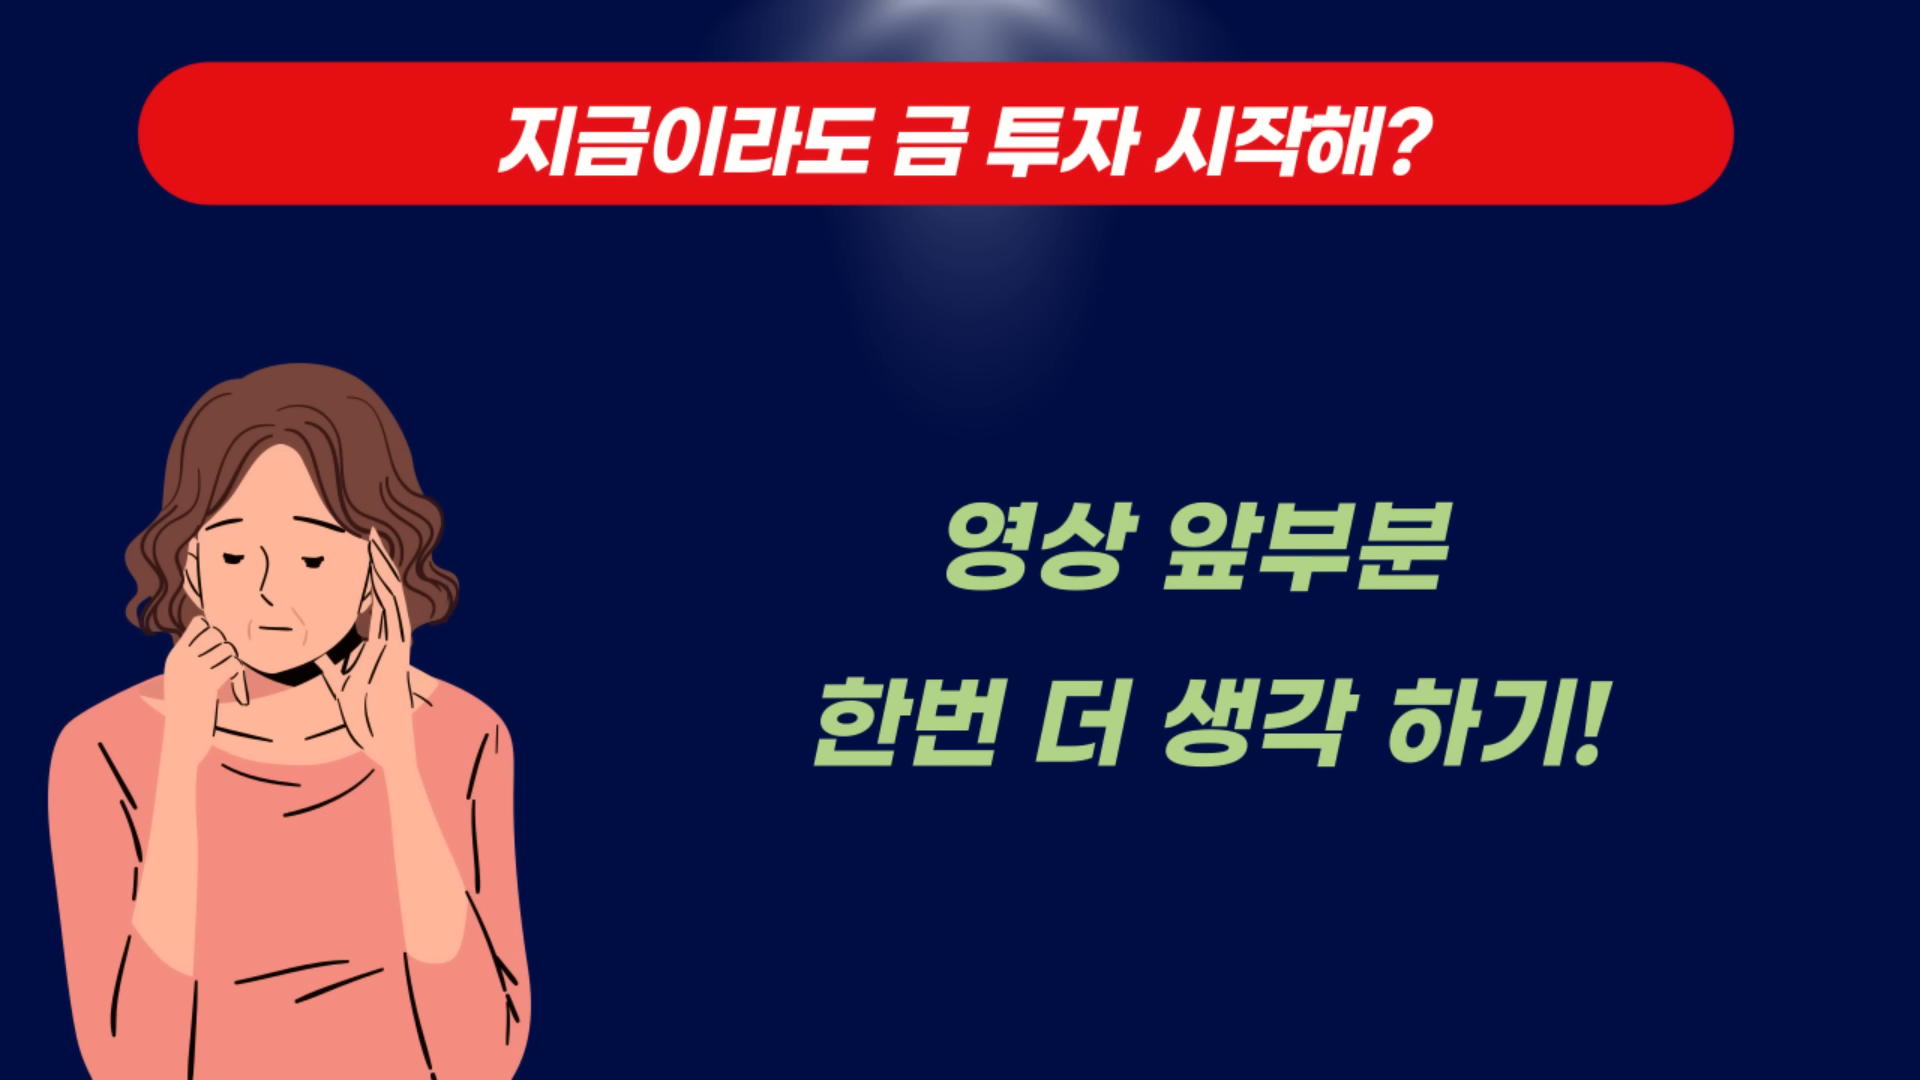 지금이라도 금 투자 시작해?
영상 앞부분
한번 더 생각 하기!